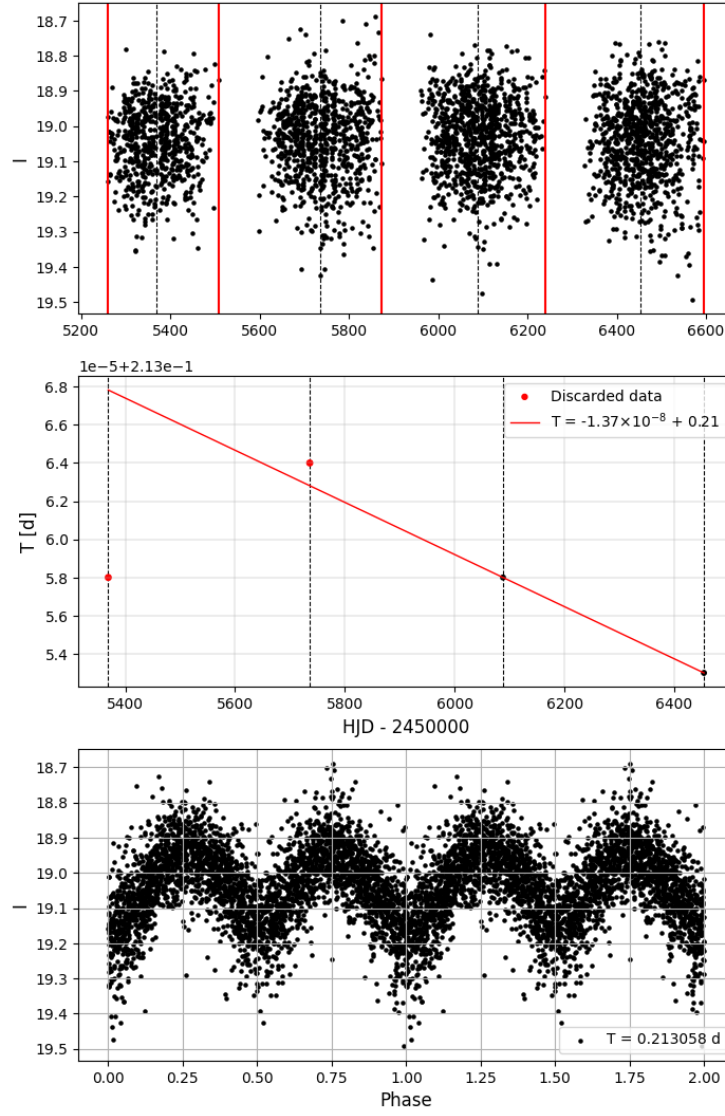 18.7
18.8
18.9
19.0
19.1
19.2
19.3
19.4
19.5
I
5200 5400 5600 5800 6000 6200 6400 6600
1e-5+2.13e-1
6.8
6.6
6.4
6.2
6.0
5.8
5.6
5.4
T [d]
Discarded data
T = -1.37×10⁻⁸ + 0.21
5400 5600 5800 6000 6200 6400
HJD - 2450000
18.7
18.8
18.9
19.0
19.1
19.2
19.3
19.4
19.5
I
T = 0.213058 d
0.00 0.25 0.50 0.75 1.00 1.25 1.50 1.75 2.00
Phase